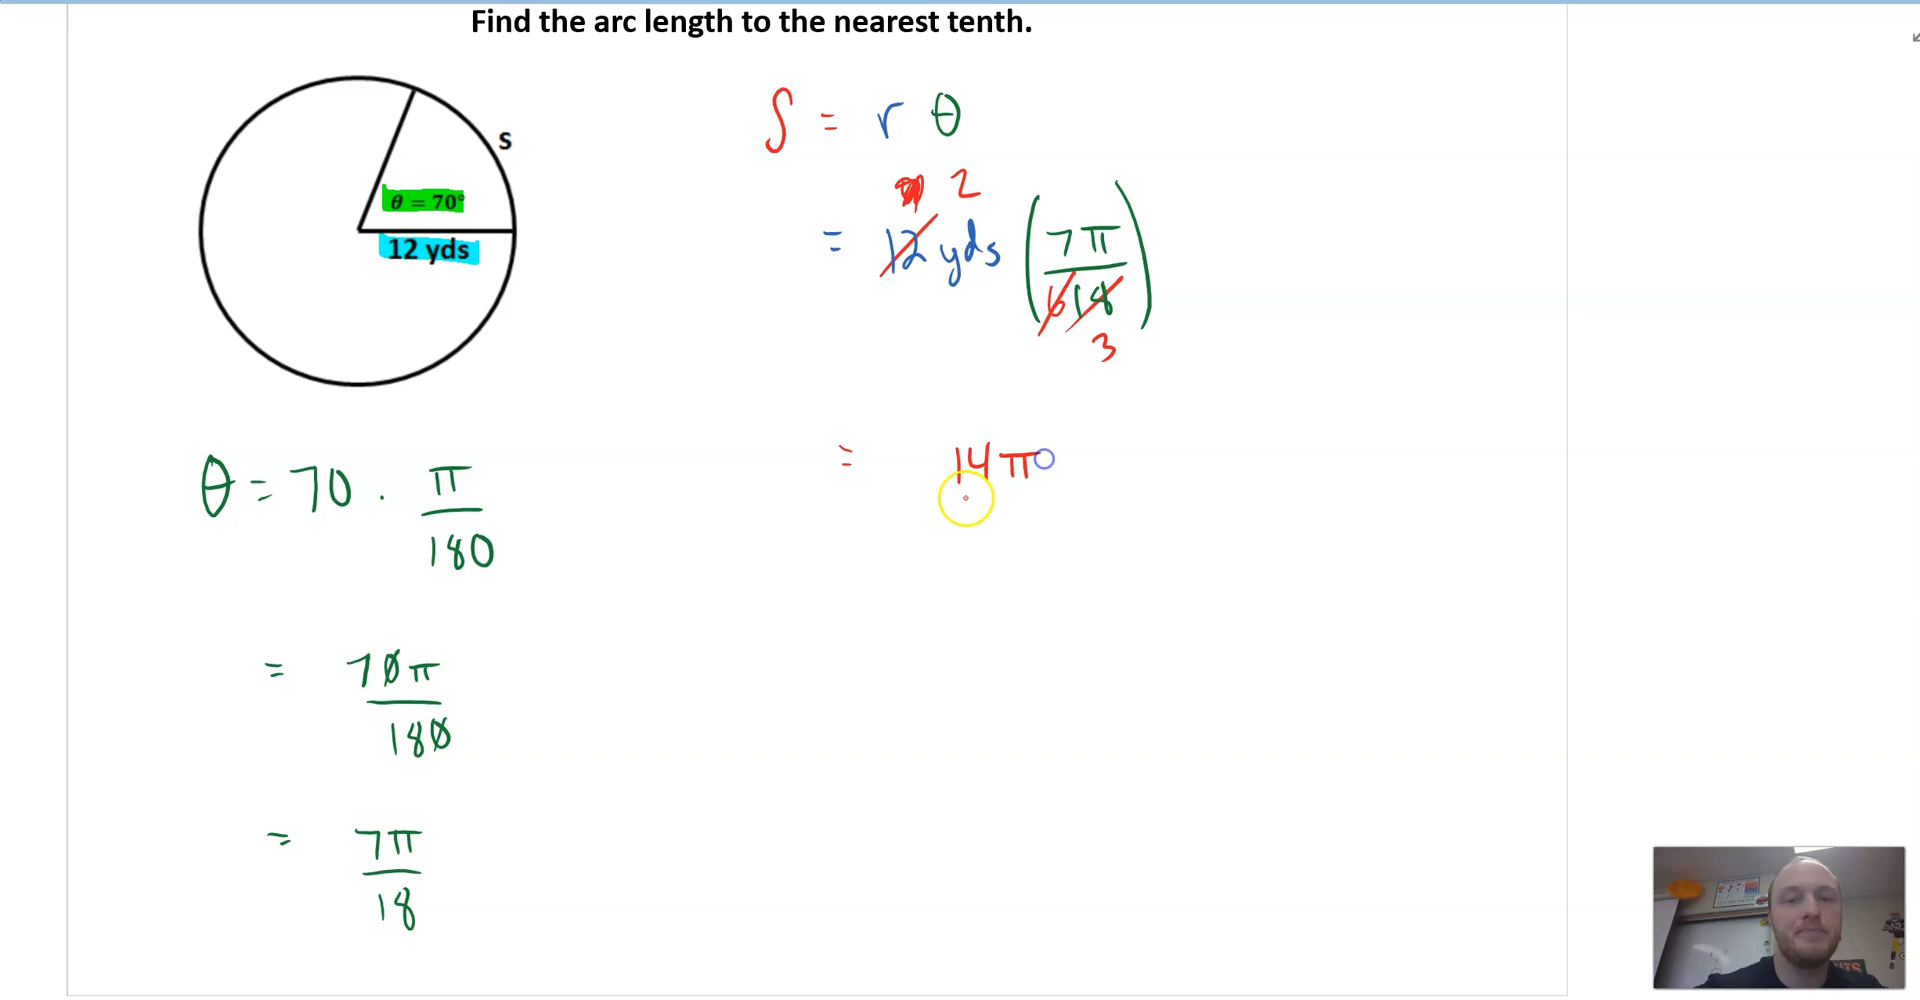 Find the arc length to the nearest tenth.
s
θ = 70°
12 yds
S = r θ
2
= 12 yds (7π / 6 18)
3
= 14π
θ = 70 · π / 180
= 70π / 180
= 7π / 18